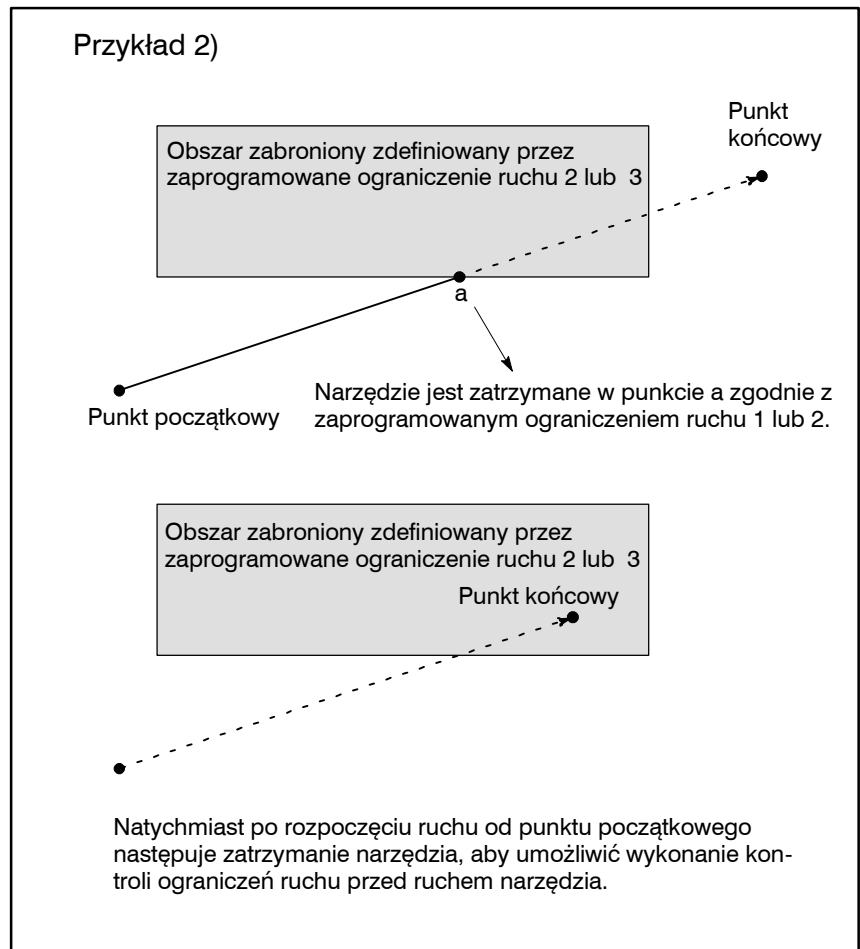 Przykład 2)
Obszar zabroniony zdefiniowany przez
zaprogramowane ograniczenie ruchu 2 lub 3
Punkt
końcowy
a
Punkt początkowy
Narzędzie jest zatrzymane w punkcie a zgodnie z
zaprogramowanym ograniczeniem ruchu 1 lub 2.
Obszar zabroniony zdefiniowany przez
zaprogramowane ograniczenie ruchu 2 lub 3
Punkt końcowy
Natychmiast po rozpoczęciu ruchu od punktu początkowego
następuje zatrzymanie narzędzia, aby umożliwić wykonanie kon-
troli ograniczeń ruchu przed ruchem narzędzia.